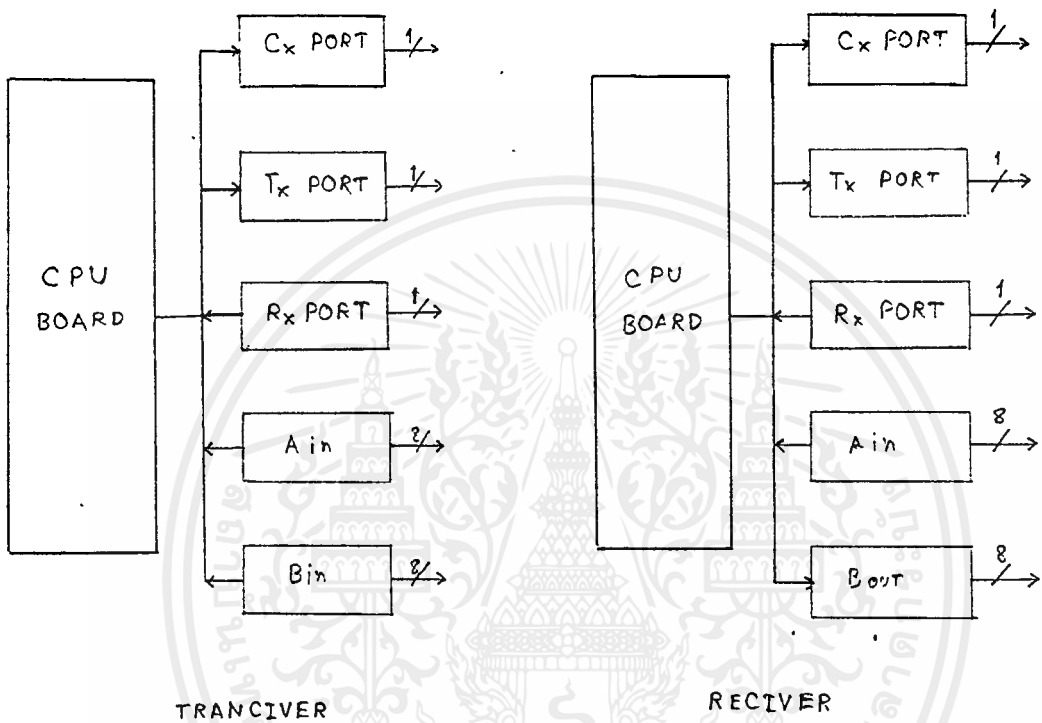 Cx PORT
1
Tx PORT
1
CPU
BOARD
Rx PORT
1
A in
8
Bin
8
TRANCIVER
Cx PORT
1
Tx PORT
1
CPU
BOARD
Rx PORT
1
A in
8
B OUT
8
RECIVER